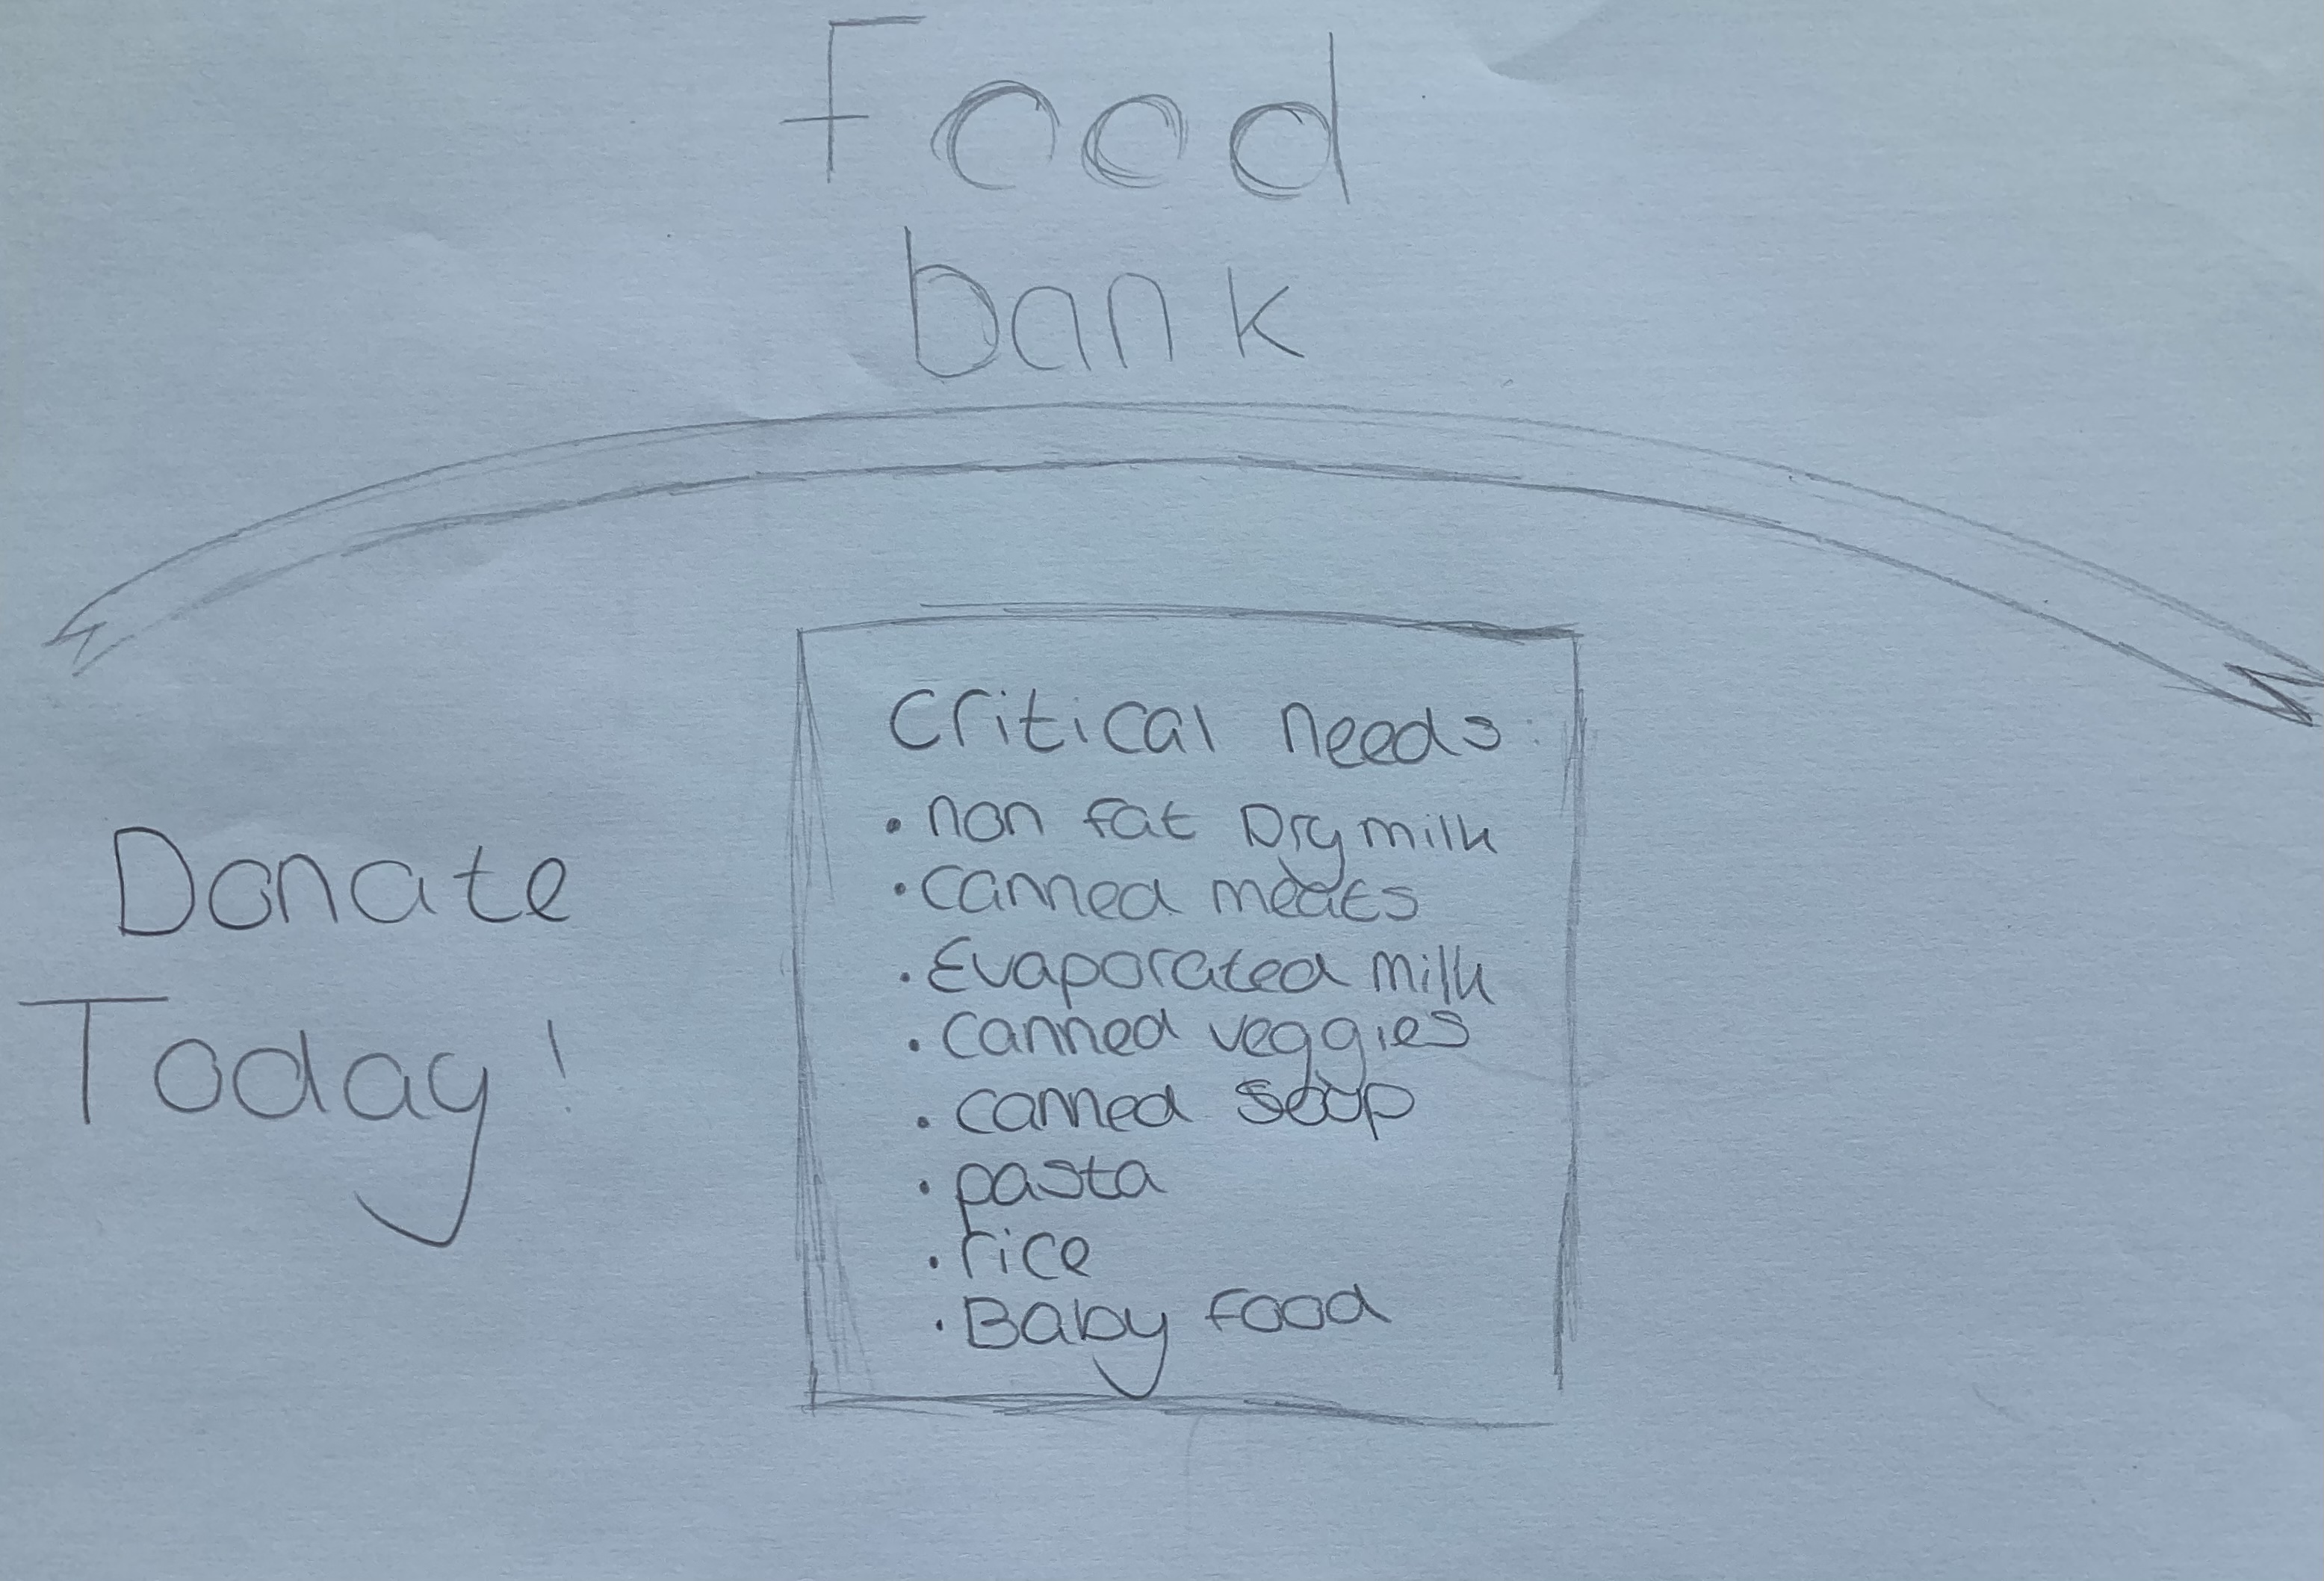 Food
bank
Critical needs:
• non fat Dry milk
• canned meats
• Evaporated milk
• canned veggies
• canned soup
• pasta
• rice
• Baby food
Donate
Today!